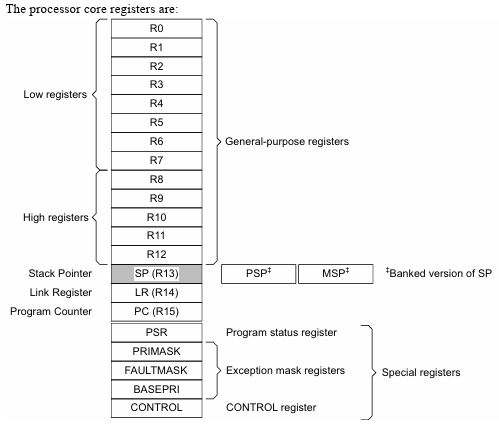 The processor core registers are:
R0
R1
R2
R3
Low registers
R4
R5
R6
General-purpose registers
R7
R8
R9
High registers
R10
R11
R12
Stack Pointer SP (R13) PSP‡ MSP‡ ‡Banked version of SP
Link Register LR (R14)
Program Counter PC (R15)
PSR Program status register
PRIMASK
FAULTMASK Exception mask registers Special registers
BASEPRI
CONTROL CONTROL register